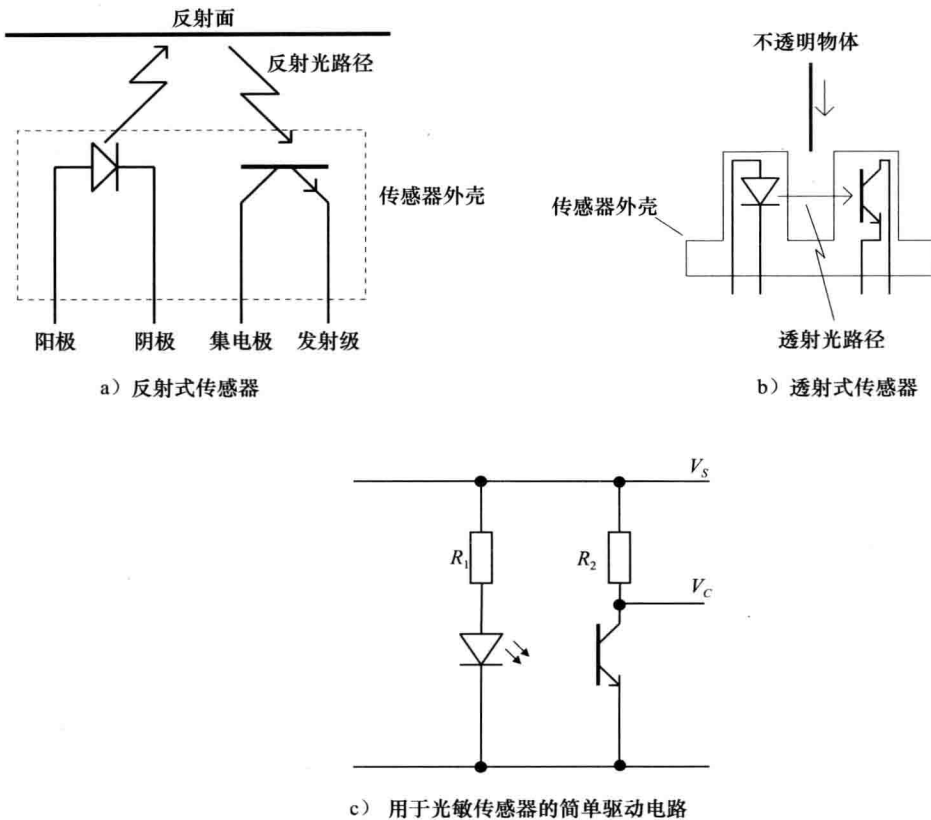 反射面
反射光路径
传感器外壳
阳极 阴极 集电极 发射级
a）反射式传感器
不透明物体
传感器外壳
透射光路径
b）透射式传感器
V_S
R_1 R_2
V_C
c） 用于光敏传感器的简单驱动电路